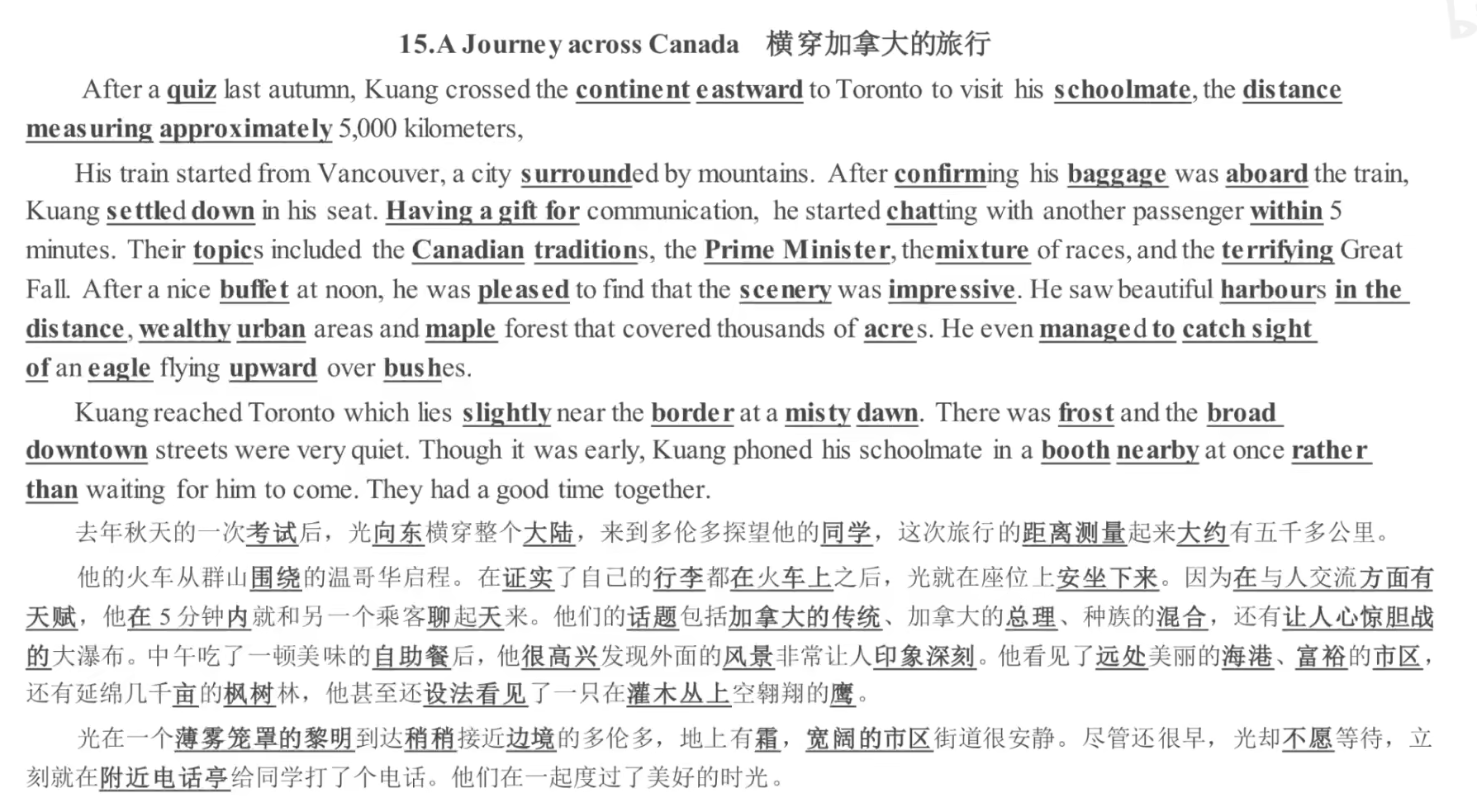 15.A Journey across Canada 横穿加拿大的旅行
After a quiz last autumn, Kuang crossed the continent eastward to Toronto to visit his schoolmate, the distance
measuring approximately 5,000 kilometers,
His train started from Vancouver, a city surrounded by mountains. After confirming his baggage was aboard the train,
Kuang settled down in his seat. Having a gift for communication, he started chatting with another passenger within 5
minutes. Their topics included the Canadian traditions, the Prime Minister, themixture of races, and the terrifying Great
Fall. After a nice buffet at noon, he was pleased to find that the scenery was impressive. He saw beautiful harbours in the
distance, wealthy urban areas and maple forest that covered thousands of acres. He even managed to catch sight
of an eagle flying upward over bushes.
Kuang reached Toronto which lies slightly near the border at a misty dawn. There was frost and the broad
downtown streets were very quiet. Though it was early, Kuang phoned his schoolmate in a booth nearby at once rather
than waiting for him to come. They had a good time together.
去年秋天的一次考试后，光向东横穿整个大陆，来到多伦多探望他的同学，这次旅行的距离测量起来大约有五千多公里。
他的火车从群山围绕的温哥华启程。在证实了自己的行李都在火车上之后，光就在座位上安坐下来。因为在与人交流方面有
天赋，他在 5 分钟内就和另一个乘客聊起天来。他们的话题包括加拿大的传统、加拿大的总理、种族的混合，还有让人心惊胆战
的大瀑布。中午吃了一顿美味的自助餐后，他很高兴发现外面的风景非常让人印象深刻。他看见了远处美丽的海港、富裕的市区，
还有延绵几千亩的枫树林，他甚至还设法看见了一只在灌木丛上空翱翔的鹰。
光在一个薄雾笼罩的黎明到达稍稍接近边境的多伦多，地上有霜，宽阔的市区街道很安静。尽管还很早，光却不愿等待，立
刻就在附近电话亭给同学打了个电话。他们在一起度过了美好的时光。